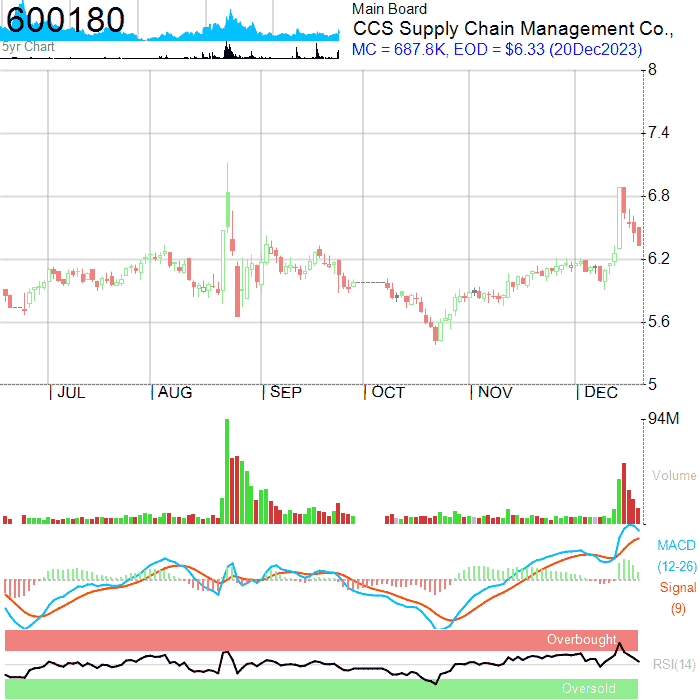 600180
5yr Chart
Main Board
CCS Supply Chain Management Co.,
MC = 687.8K, EOD = $6.33 (20Dec2023)
8
7.4
6.8
6.2
5.6
5
| JUL | AUG | SEP | OCT | NOV | DEC
94M
Volume
MACD
(12-26)
Signal
(9)
Overbought
RSI(14)
Oversold